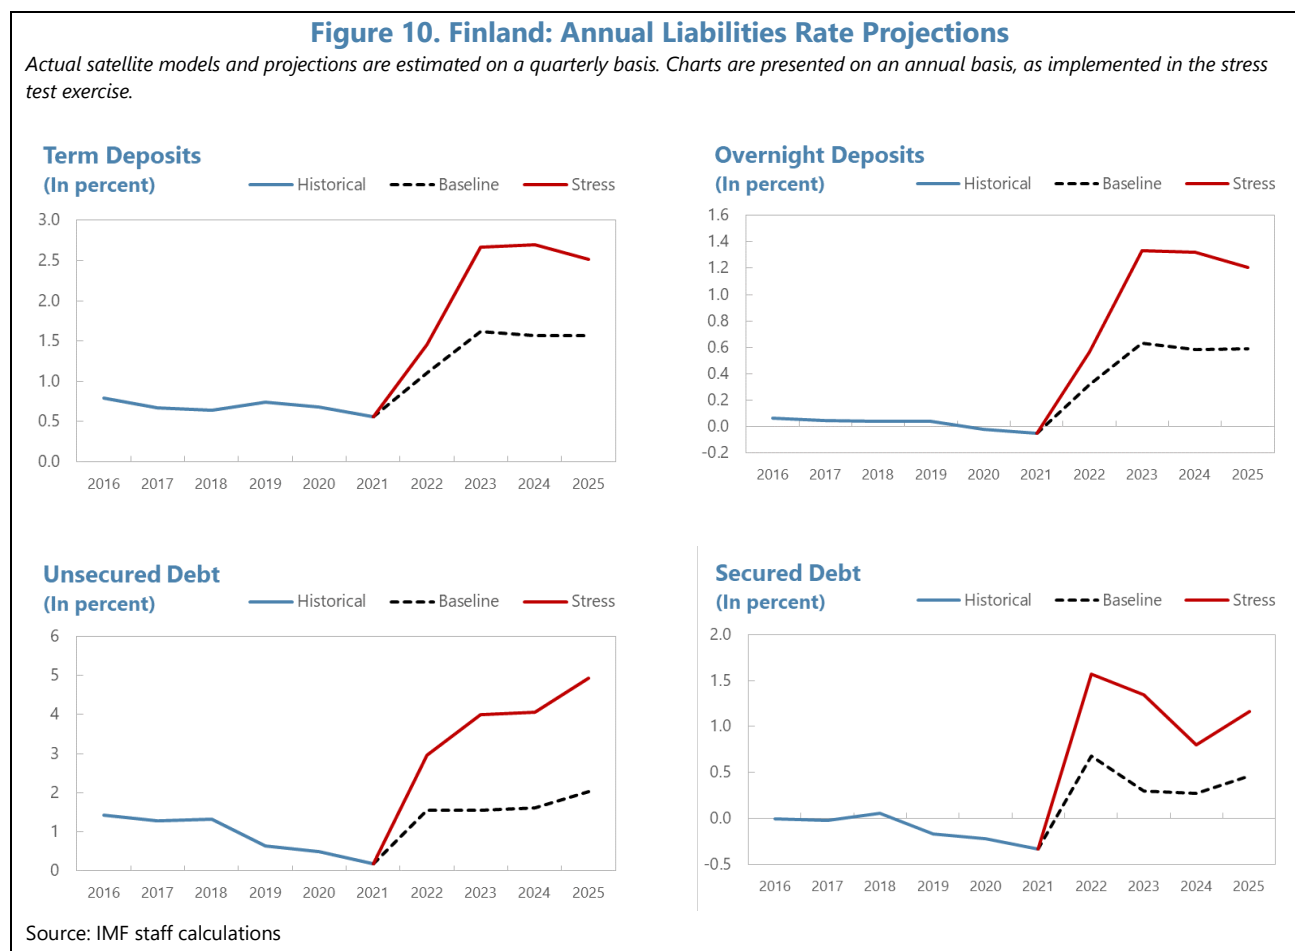 Figure 10. Finland: Annual Liabilities Rate Projections
Actual satellite models and projections are estimated on a quarterly basis. Charts are presented on an annual basis, as implemented in the stress
test exercise.
Term Deposits
(In percent)
Historical Baseline Stress
3.0
2.5
2.0
1.5
1.0
0.5
0.0
2016 2017 2018 2019 2020 2021 2022 2023 2024 2025
Overnight Deposits
(In percent)
Historical Baseline Stress
1.6
1.4
1.2
1.0
0.8
0.6
0.4
0.2
0.0
-0.2
2016 2017 2018 2019 2020 2021 2022 2023 2024 2025
Unsecured Debt
(In percent)
Historical Baseline Stress
6
5
4
3
2
1
0
2016 2017 2018 2019 2020 2021 2022 2023 2024 2025
Secured Debt
(In percent)
Historical Baseline Stress
2.0
1.5
1.0
0.5
0.0
-0.5
2016 2017 2018 2019 2020 2021 2022 2023 2024 2025
Source: IMF staff calculations